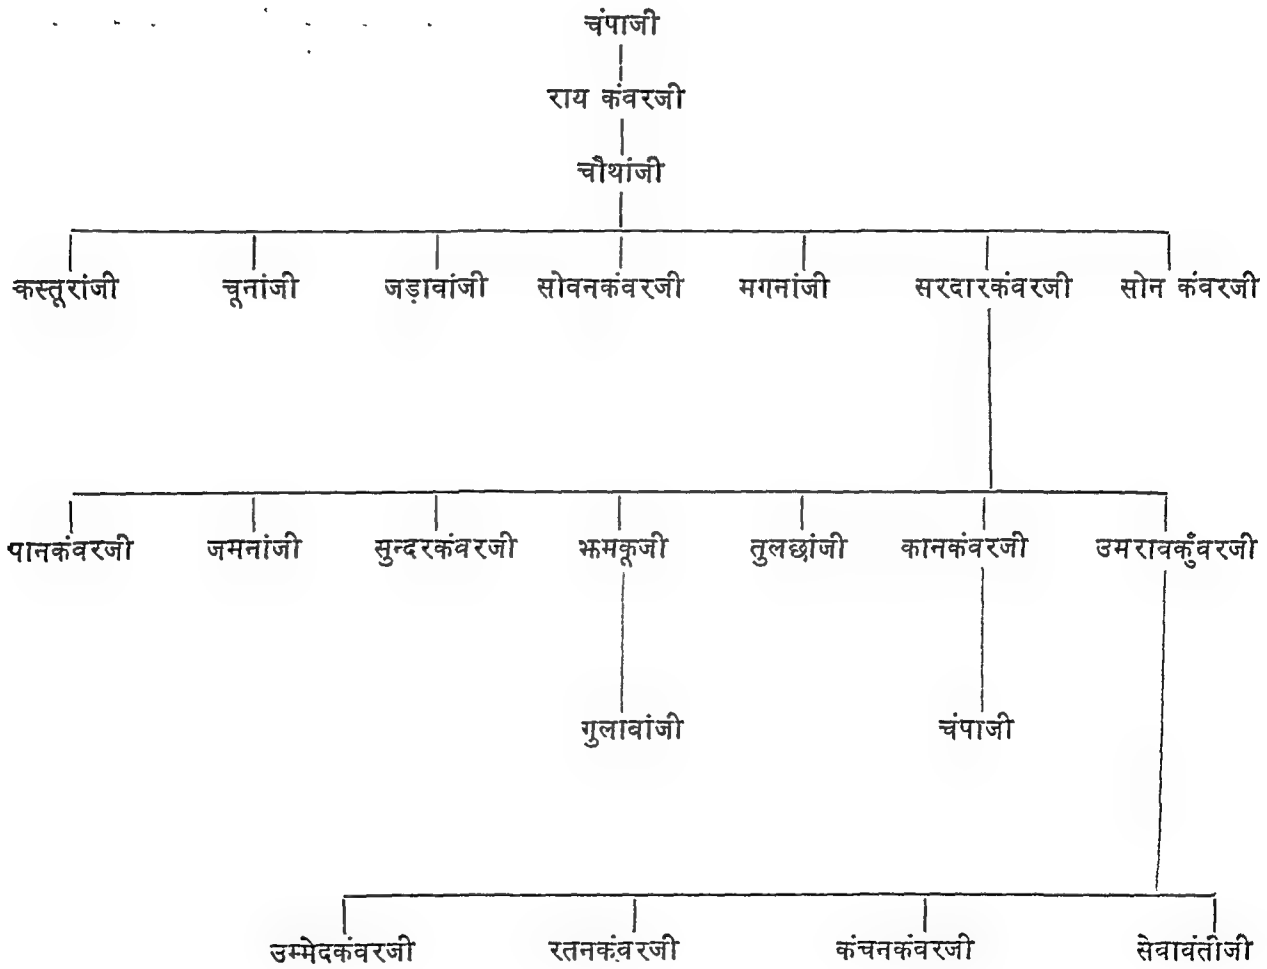 चंपाजी
राय कंवरजी
चौथांजी
कस्तूरांजी चूनांजी जड़ावांजी सोवनकंवरजी मगनांजी सरदारकंवरजी सोन कंवरजी
पानकंवरजी जमनांजी सुन्दरकंवरजी झमकूजी तुलछांजी कानकंवरजी उमरावकुँवरजी
गुलाबांजी चंपाजी
उम्मेदकंवरजी रतनकंवरजी कंचनकंवरजी सेवावंतीजी